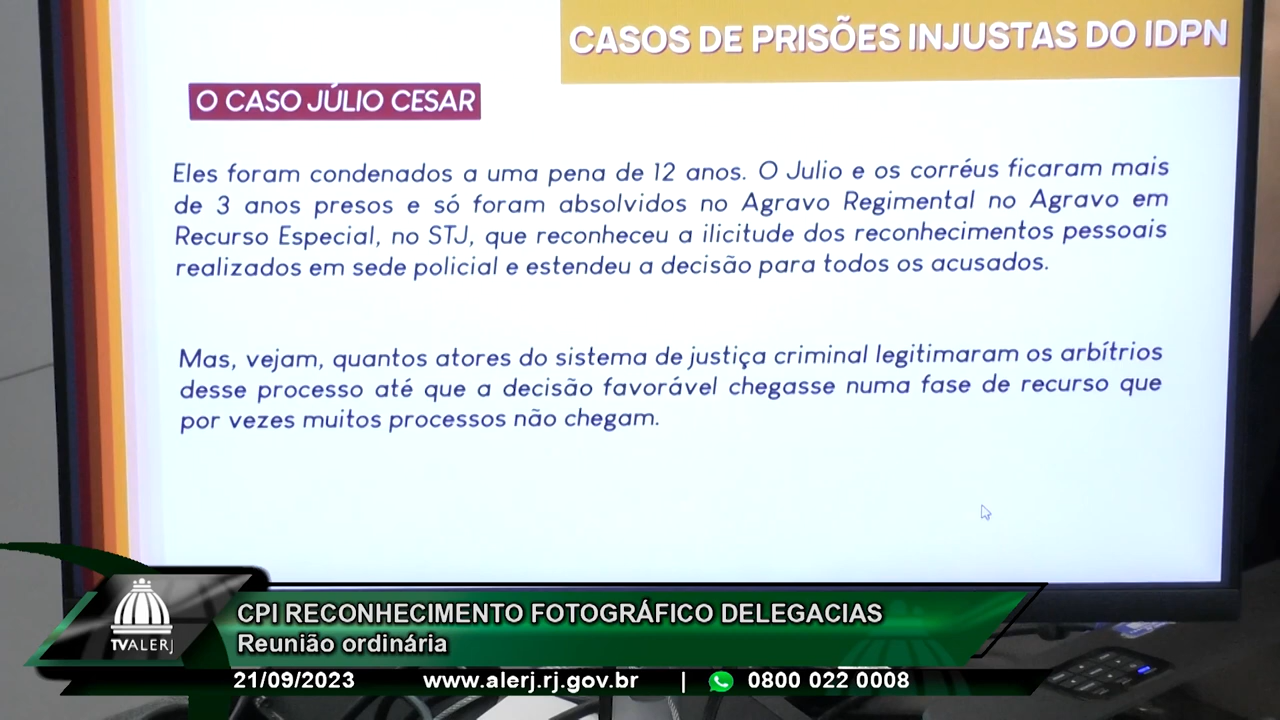 CASOS DE PRISÕES INJUSTAS DO IDPN
O CASO JÚLIO CESAR
Eles foram condenados a uma pena de 12 anos. O Julio e os corréus ficaram mais
de 3 anos presos e só foram absolvidos no Agravo Regimental no Agravo em
Recurso Especial, no STJ, que reconheceu a ilicitude dos reconhecimentos pessoais
realizados em sede policial e estendeu a decisão para todos os acusados.
Mas, vejam, quantos atores do sistema de justiça criminal legitimaram os arbítrios
desse processo até que a decisão favorável chegasse numa fase de recurso que
por vezes muitos processos não chegam.
CPI RECONHECIMENTO FOTOGRÁFICO DELEGACIAS
Reunião ordinária
TVALERJ
21/09/2023 www.alerj.rj.gov.br | 0800 022 0008